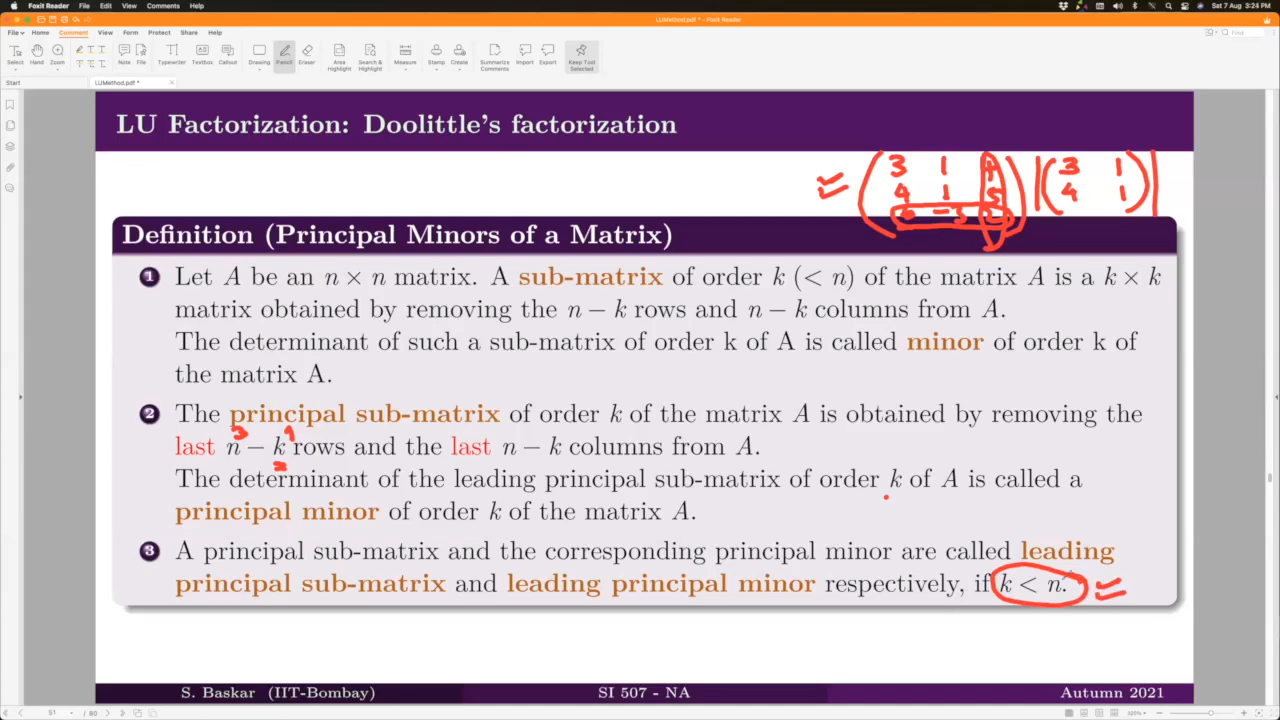 Foxit Reader File Edit View Comments Help Sat 7 Aug 3:24 PM
LUMethod.pdf * - Foxit Reader
File Home Comment View Form Protect Share Help Find
Select Hand Zoom Note File Typewriter Textbox Callout Drawing Pencil Eraser Area Highlight Search & Highlight Measure Stamp Create Summarize Comments Import Export Keep Tool Selected
Start LUMethod.pdf *
LU Factorization: Doolittle's factorization
3 1
4 1
3 1
4 1
Definition (Principal Minors of a Matrix)
1 Let A be an n × n matrix. A sub-matrix of order k (< n) of the matrix A is a k × k
matrix obtained by removing the n − k rows and n − k columns from A.
The determinant of such a sub-matrix of order k of A is called minor of order k of
the matrix A.
2 The principal sub-matrix of order k of the matrix A is obtained by removing the
3 1
last n − k rows and the last n − k columns from A.
2
The determinant of the leading principal sub-matrix of order k of A is called a
principal minor of order k of the matrix A.
3 A principal sub-matrix and the corresponding principal minor are called leading
principal sub-matrix and leading principal minor respectively, if k < n.
S. Baskar (IIT-Bombay) SI 507 - NA Autumn 2021
51 / 80